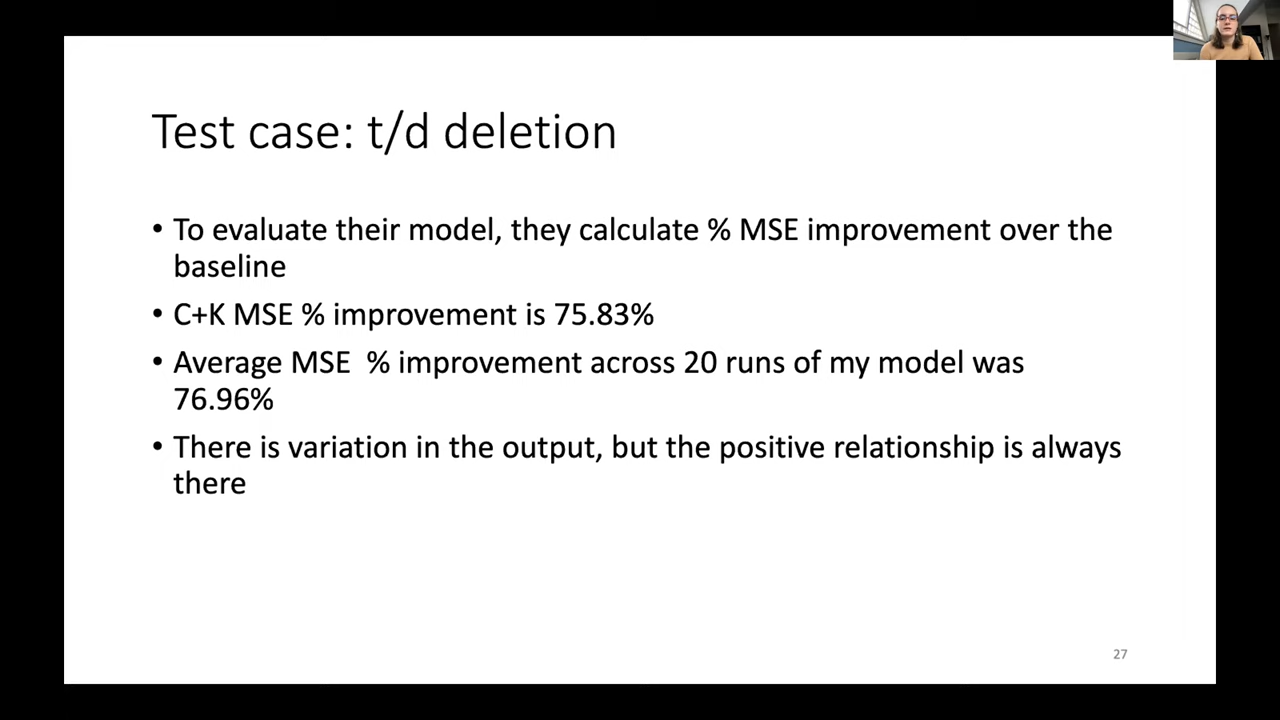 Test case: t/d deletion
• To evaluate their model, they calculate % MSE improvement over the
baseline
• C+K MSE % improvement is 75.83%
• Average MSE  % improvement across 20 runs of my model was
76.96%
• There is variation in the output, but the positive relationship is always
there
27